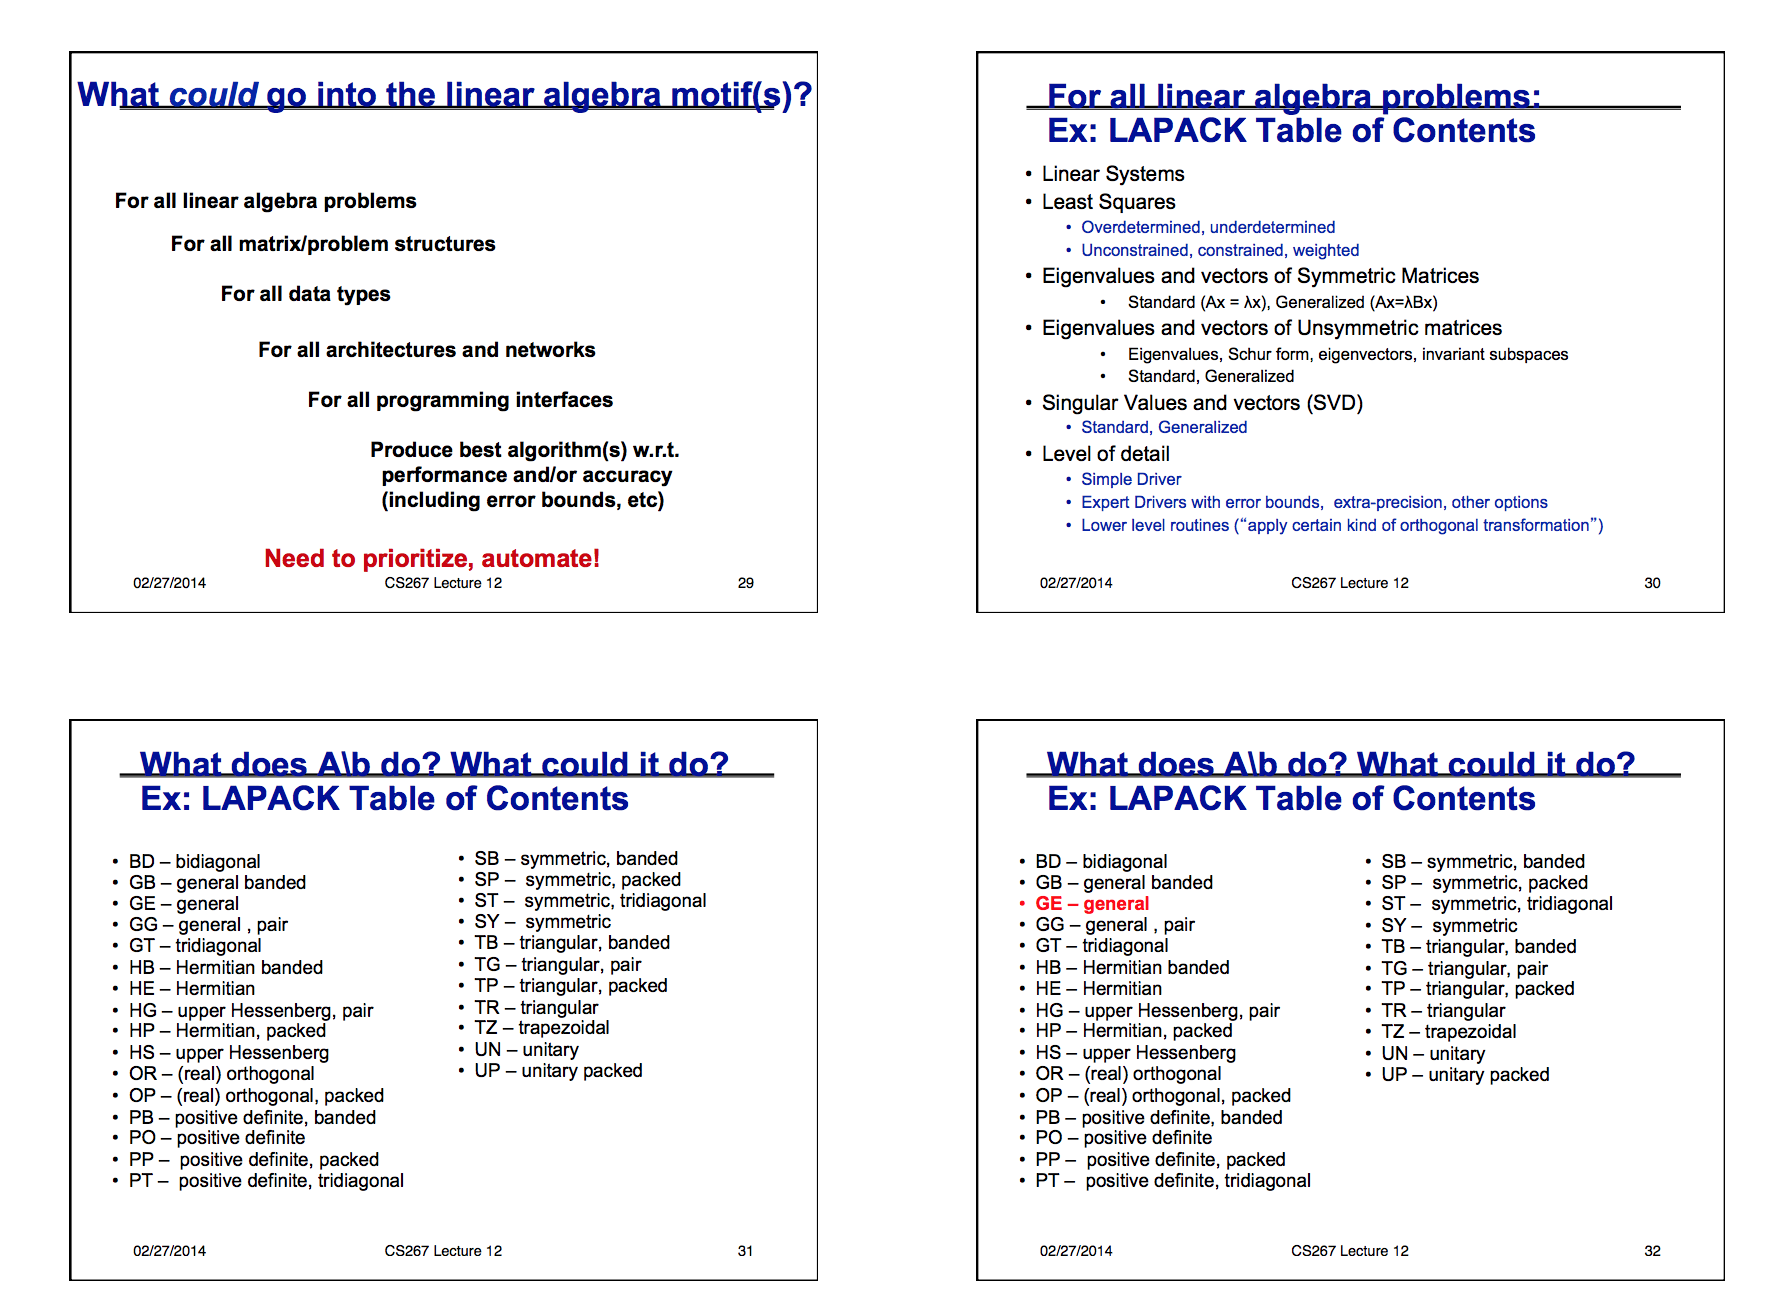 What could go into the linear algebra motif(s)?
For all linear algebra problems
For all matrix/problem structures
For all data types
For all architectures and networks
For all programming interfaces
Produce best algorithm(s) w.r.t.
performance and/or accuracy
(including error bounds, etc)
Need to prioritize, automate!
02/27/2014 CS267 Lecture 12 29
For all linear algebra problems:
Ex: LAPACK Table of Contents
• Linear Systems
• Least Squares
• Overdetermined, underdetermined
• Unconstrained, constrained, weighted
• Eigenvalues and vectors of Symmetric Matrices
• Standard (Ax = λx), Generalized (Ax=λBx)
• Eigenvalues and vectors of Unsymmetric matrices
• Eigenvalues, Schur form, eigenvectors, invariant subspaces
• Standard, Generalized
• Singular Values and vectors (SVD)
• Standard, Generalized
• Level of detail
• Simple Driver
• Expert Drivers with error bounds, extra-precision, other options
• Lower level routines (“apply certain kind of orthogonal transformation”)
02/27/2014 CS267 Lecture 12 30
What does A\b do? What could it do?
Ex: LAPACK Table of Contents
• BD – bidiagonal
• GB – general banded
• GE – general
• GG – general , pair
• GT – tridiagonal
• HB – Hermitian banded
• HE – Hermitian
• HG – upper Hessenberg, pair
• HP – Hermitian, packed
• HS – upper Hessenberg
• OR – (real) orthogonal
• OP – (real) orthogonal, packed
• PB – positive definite, banded
• PO – positive definite
• PP – positive definite, packed
• PT – positive definite, tridiagonal
• SB – symmetric, banded
• SP – symmetric, packed
• ST – symmetric, tridiagonal
• SY – symmetric
• TB – triangular, banded
• TG – triangular, pair
• TP – triangular, packed
• TR – triangular
• TZ – trapezoidal
• UN – unitary
• UP – unitary packed
02/27/2014 CS267 Lecture 12 31
What does A\b do? What could it do?
Ex: LAPACK Table of Contents
• BD – bidiagonal
• GB – general banded
• GE – general
• GG – general , pair
• GT – tridiagonal
• HB – Hermitian banded
• HE – Hermitian
• HG – upper Hessenberg, pair
• HP – Hermitian, packed
• HS – upper Hessenberg
• OR – (real) orthogonal
• OP – (real) orthogonal, packed
• PB – positive definite, banded
• PO – positive definite
• PP – positive definite, packed
• PT – positive definite, tridiagonal
• SB – symmetric, banded
• SP – symmetric, packed
• ST – symmetric, tridiagonal
• SY – symmetric
• TB – triangular, banded
• TG – triangular, pair
• TP – triangular, packed
• TR – triangular
• TZ – trapezoidal
• UN – unitary
• UP – unitary packed
02/27/2014 CS267 Lecture 12 32